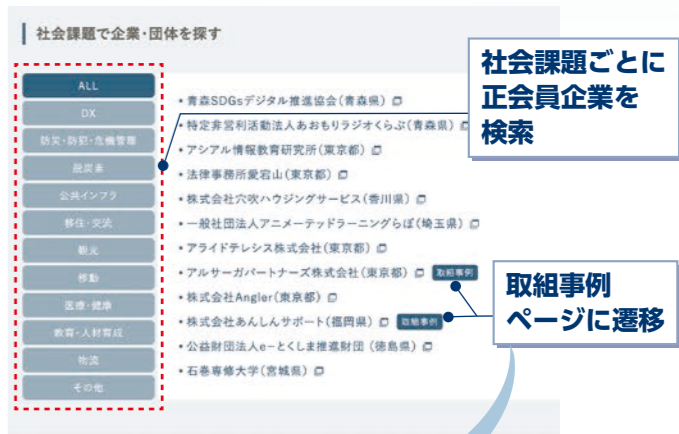 社会課題で企業・団体を探す
ALL
DX
防災・防犯・危機管理
脱炭素
公共インフラ
移住・交流
観光
移動
医療・健康
教育・人材育成
物流
その他
・青森SDGsデジタル推進協会(青森県)
・特定非営利活動法人あおもりラジオくらぶ(青森県)
・アシアル情報教育研究所(東京都)
・法律事務所愛宕山(東京都)
・株式会社穴吹ハウジングサービス(香川県)
・一般社団法人アニメーテッドラーニングらぼ(埼玉県)
・アライドテレシス株式会社(東京都)
・アルサーガパートナーズ株式会社(東京都) 取組事例
・株式会社Angler(東京都)
・株式会社あんしんサポート(福岡県) 取組事例
・公益財団法人e-とくしま推進財団 (徳島県)
・石巻専修大学(宮城県)
社会課題ごとに
正会員企業を
検索
取組事例
ページに遷移